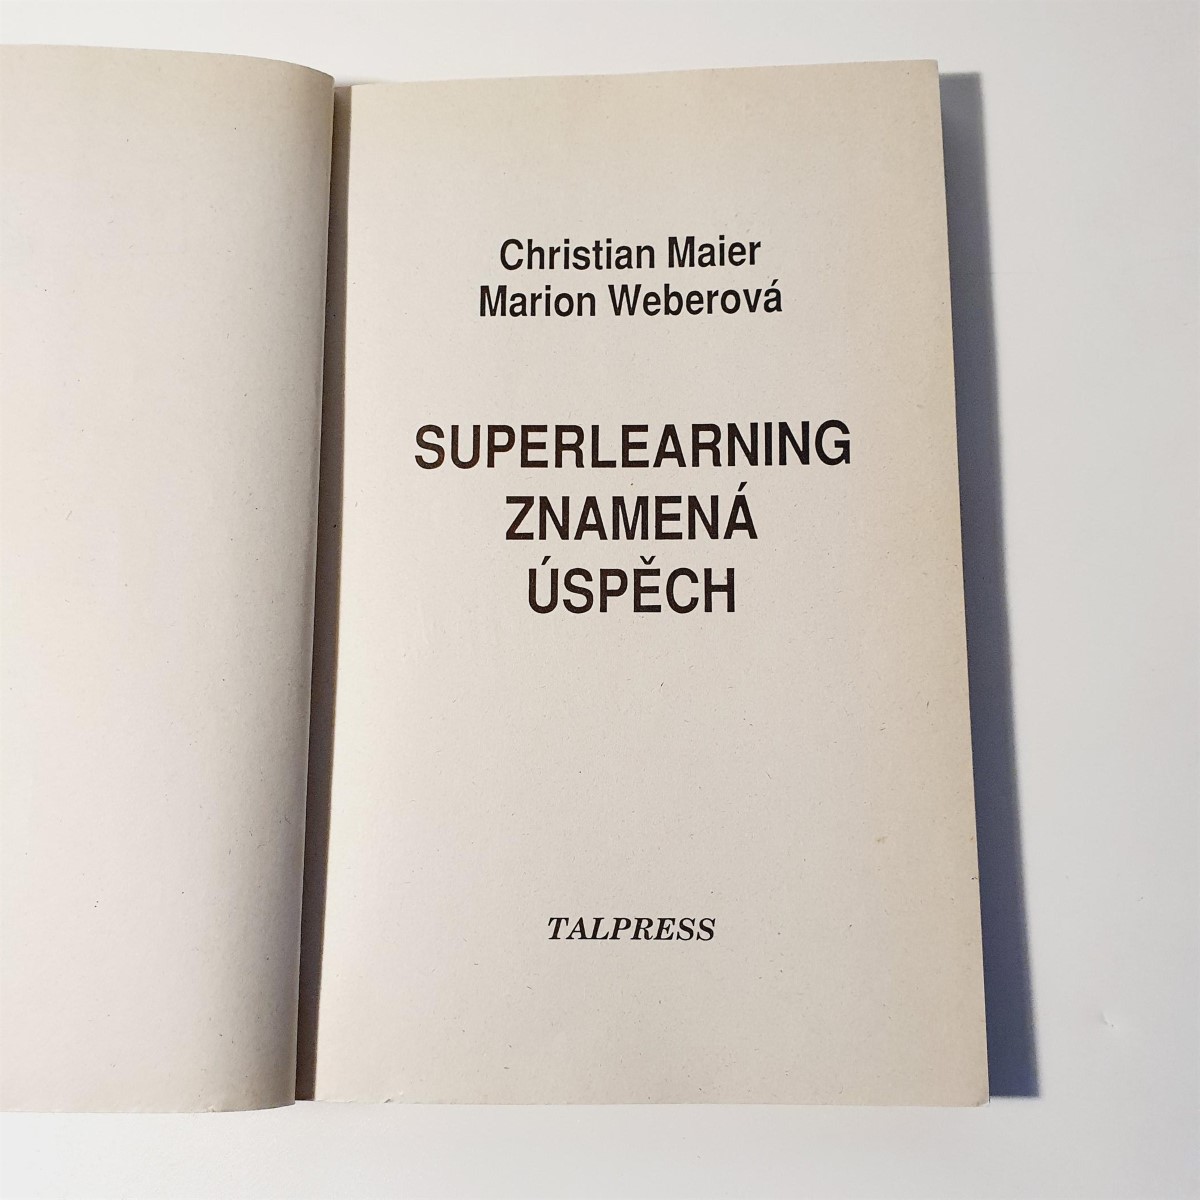 Christian Maier
Marion Weberová
SUPERLEARNING
ZNAMENÁ
ÚSPĚCH
TALPRESS